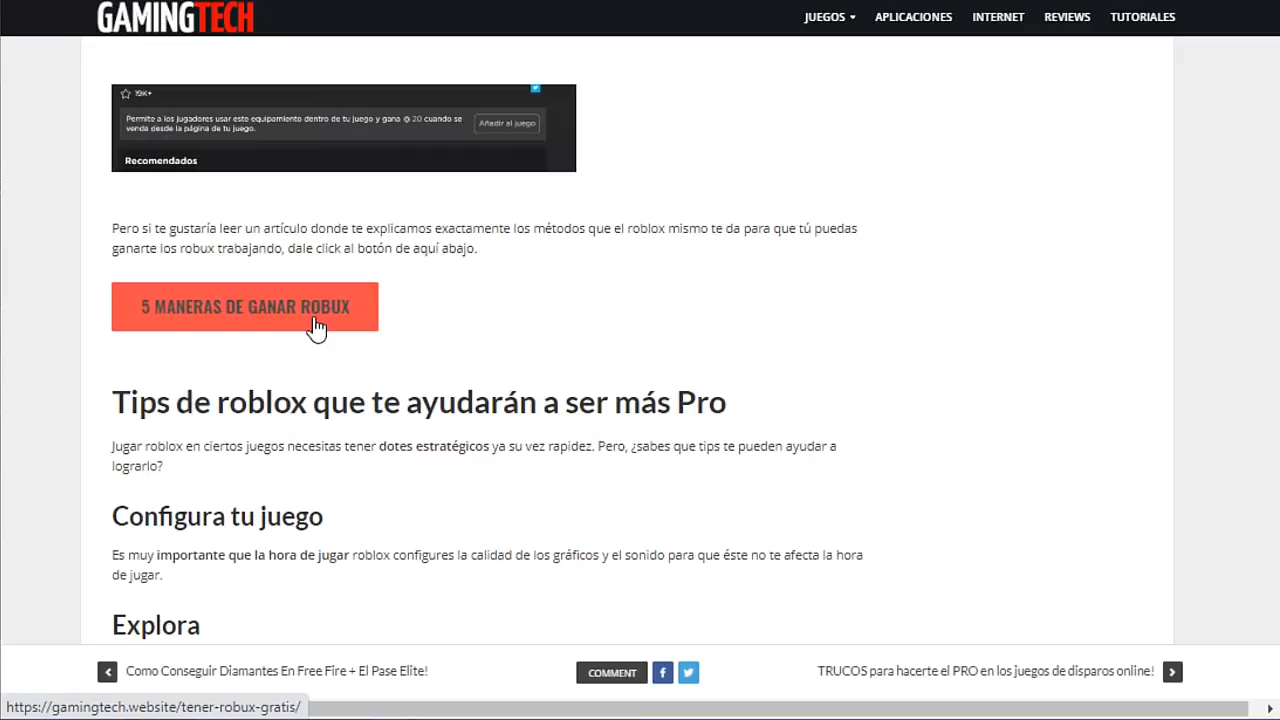 GAMINGTECH
JUEGOS APLICACIONES INTERNET REVIEWS TUTORIALES
19K+
Permite a los jugadores usar este equipamiento dentro de tu juego y gana 20 cuando se
venda desde la página de tu juego.
Añadir al juego
Recomendados
Pero si te gustaría leer un artículo donde te explicamos exactamente los métodos que el roblox mismo te da para que tú puedas
ganarte los robux trabajando, dale click al botón de aquí abajo.
5 MANERAS DE GANAR ROBUX
Tips de roblox que te ayudarán a ser más Pro
Jugar roblox en ciertos juegos necesitas tener dotes estratégicos ya su vez rapidez. Pero, ¿sabes que tips te pueden ayudar a
lograrlo?
Configura tu juego
Es muy importante que la hora de jugar roblox configures la calidad de los gráficos y el sonido para que éste no te afecta la hora
de jugar.
Explora
Como Conseguir Diamantes En Free Fire + El Pase Elite!
COMMENT
TRUCOS para hacerte el PRO en los juegos de disparos online!
https://gamingtech.website/tener-robux-gratis/